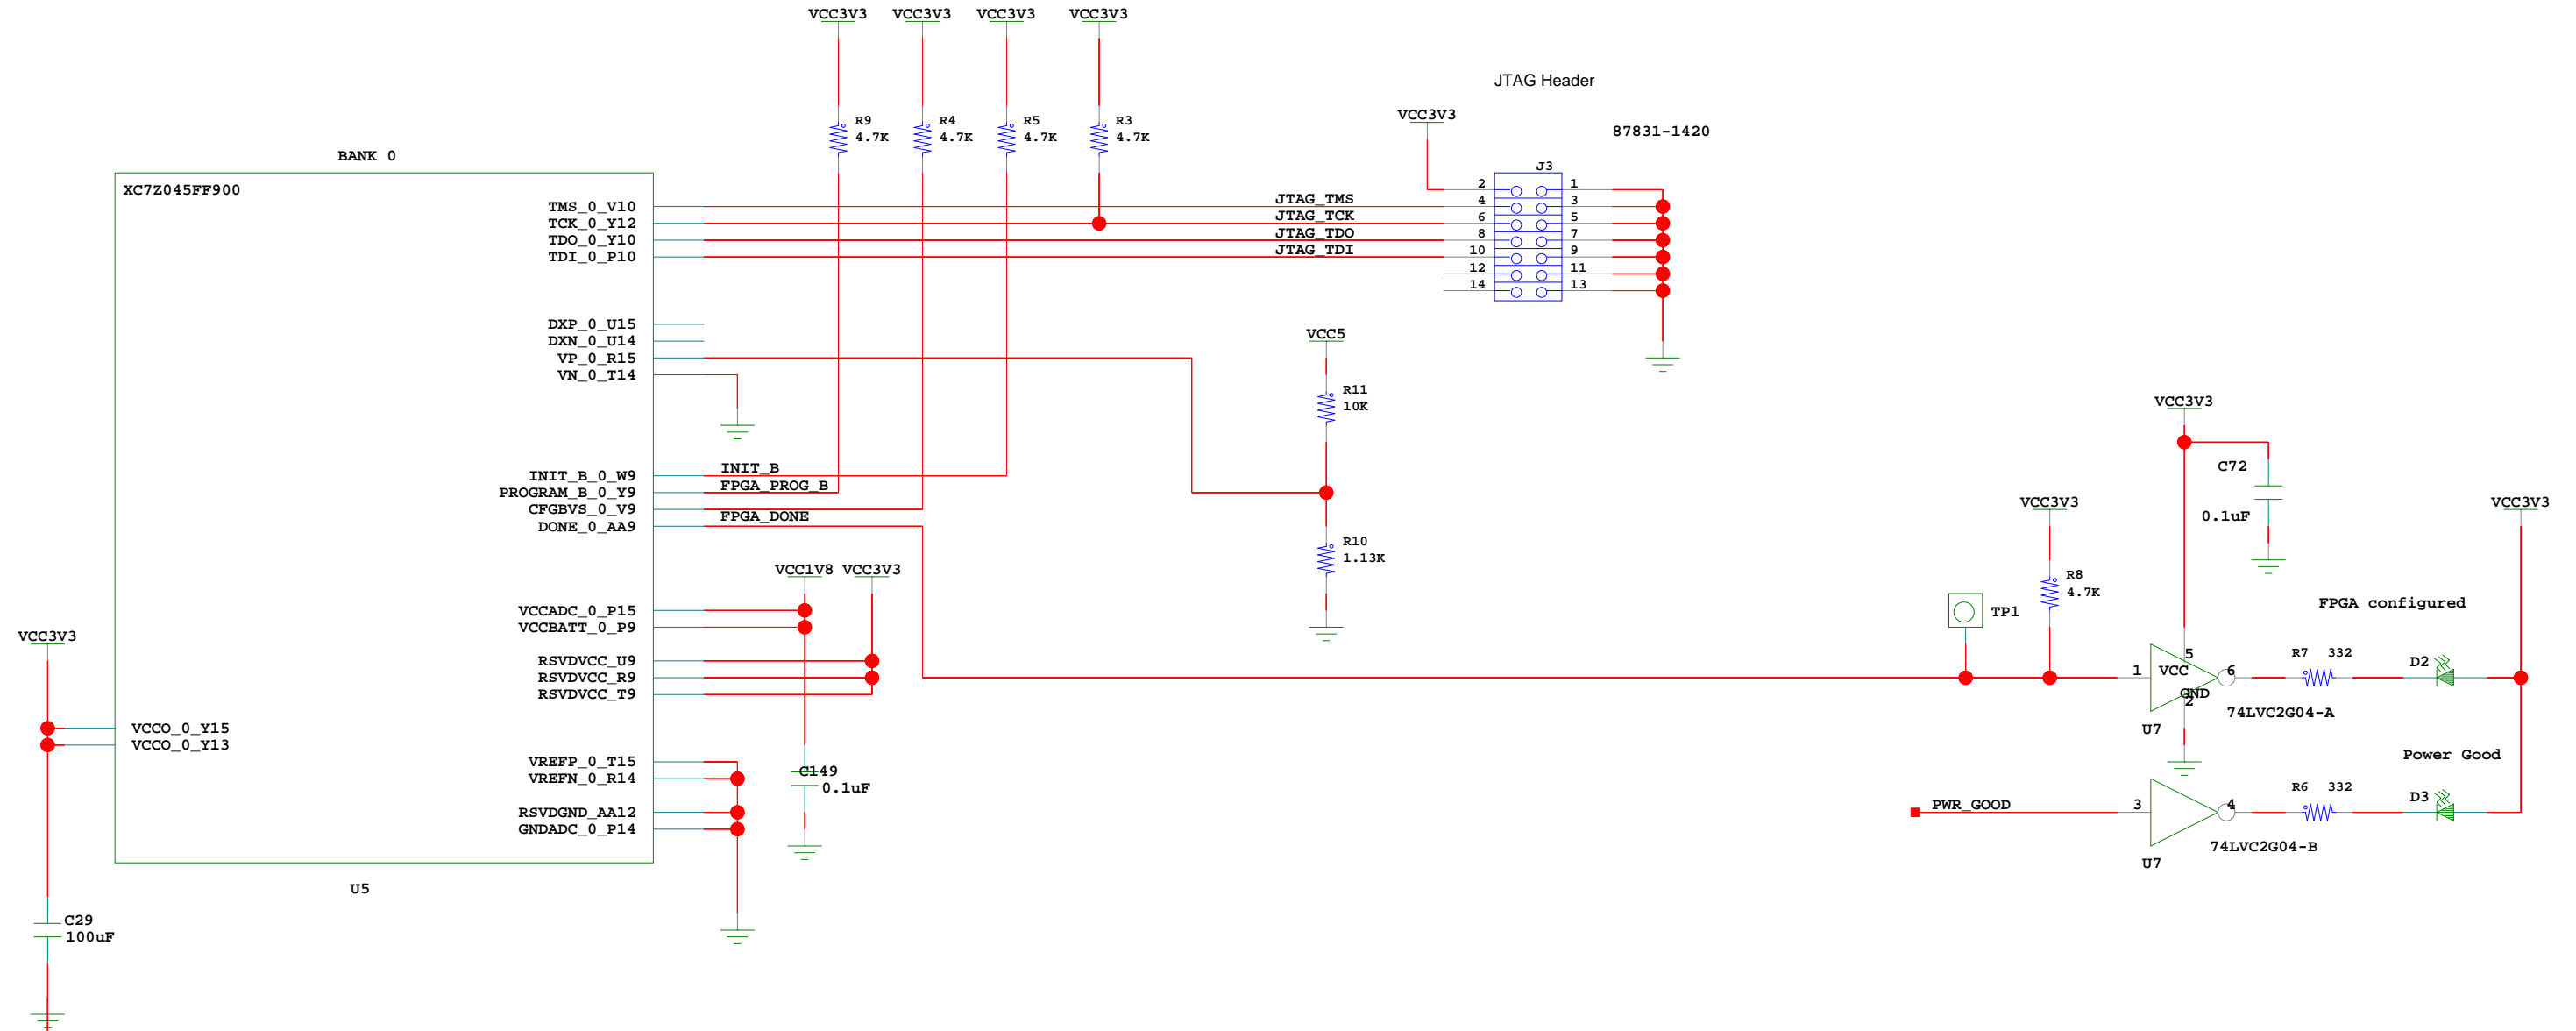 VCC3V3 VCC3V3 VCC3V3 VCC3V3
JTAG Header
VCC3V3
87831-1420
R9 R4 R5 R3
4.7K 4.7K 4.7K 4.7K
BANK 0
J3
XC7Z045FF900
2 1
TMS_0_V10 JTAG_TMS 4 3
TCK_0_Y12 JTAG_TCK 6 5
TDO_0_Y10 JTAG_TDO 8 7
TDI_0_P10 JTAG_TDI 10 9
12 11
14 13
DXP_0_U15
VCC5
DXN_0_U14
VP_0_R15
VN_0_T14
R11
10K
VCC3V3
INIT_B_0_W9 INIT_B
C72
PROGRAM_B_0_Y9 FPGA_PROG_B
CFGBVS_0_V9
VCC3V3 VCC3V3
0.1uF
DONE_0_AA9 FPGA_DONE
R10
1.13K
VCC1V8 VCC3V3
R8
4.7K
VCCADC_0_P15
TP1
FPGA configured
VCCBATT_0_P9
VCC3V3
RSVDVCC_U9
5
R7 332
D2
RSVDVCC_R9
1 VCC 6
RSVDVCC_T9
GND
2
74LVC2G04-A
U7
VCCO_0_Y15
VCCO_0_Y13
Power Good
VREFP_0_T15
VREFN_0_R14
C149
0.1uF
R6 332
D3
RSVDGND_AA12
PWR_GOOD 3 4
GNDADC_0_P14
74LVC2G04-B
U7
U5
C29
100uF